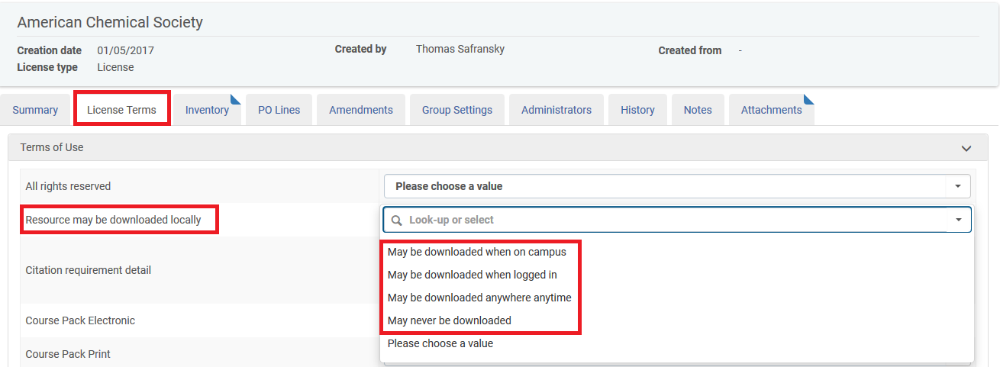 American Chemical Society
Creation date 01/05/2017 Created by Thomas Safransky Created from -
License type License
Summary License Terms Inventory PO Lines Amendments Group Settings Administrators History Notes Attachments
Terms of Use
All rights reserved Please choose a value
Resource may be downloaded locally Look-up or select
May be downloaded when on campus
May be downloaded when logged in
Citation requirement detail
May be downloaded anywhere anytime
Course Pack Electronic May never be downloaded
Please choose a value
Course Pack Print